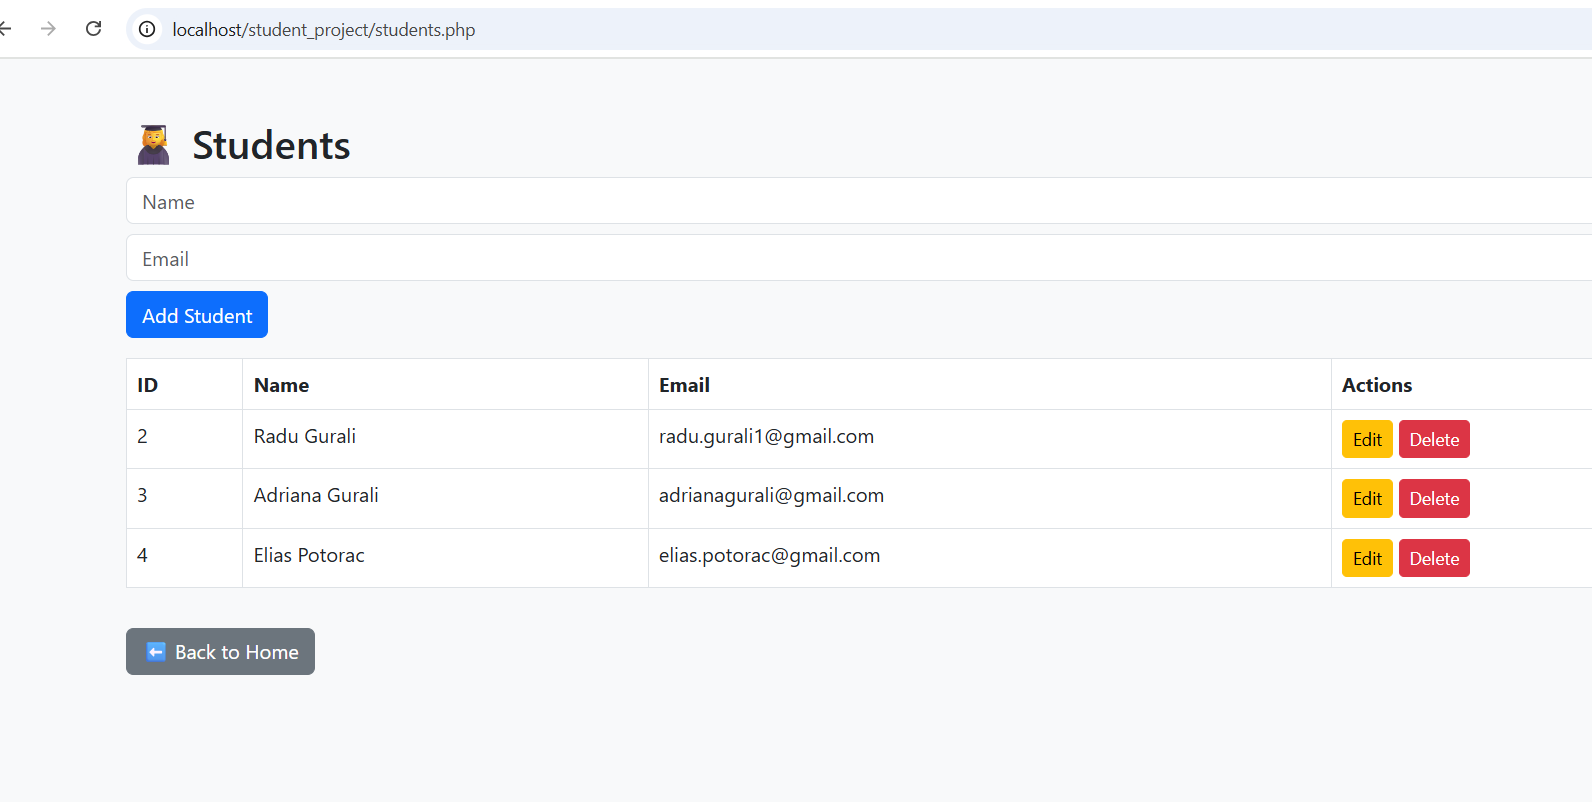 localhost/student_project/students.php
Students
Name
Email
Add Student
ID Name Email Actions
2 Radu Gurali radu.gurali1@gmail.com Edit Delete
3 Adriana Gurali adrianagurali@gmail.com Edit Delete
4 Elias Potorac elias.potorac@gmail.com Edit Delete
Back to Home